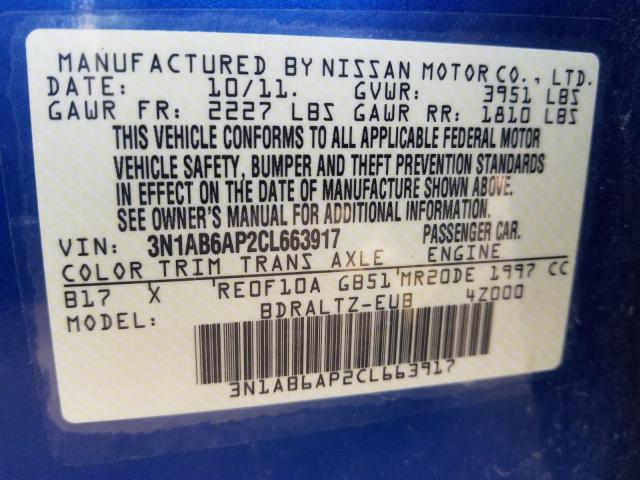 MANUFACTURED BY NISSAN MOTOR CO., LTD.
DATE: 10/11. GVWR: 3951 LBS
GAWR FR: 2227 LBS GAWR RR: 1810 LBS
THIS VEHICLE CONFORMS TO ALL APPLICABLE FEDERAL MOTOR
VEHICLE SAFETY, BUMPER AND THEFT PREVENTION STANDARDS
IN EFFECT ON THE DATE OF MANUFACTURE SHOWN ABOVE.
SEE OWNER'S MANUAL FOR ADDITIONAL INFORMATION.
VIN: 3N1AB6AP2CL663917 PASSENGER CAR.
COLOR TRIM TRANS AXLE ENGINE
B17 X RE0F10A GB51 MR20DE 1997 CC
MODEL: BDRALTZ-EUB 4Z000
3N1AB6AP2CL663917